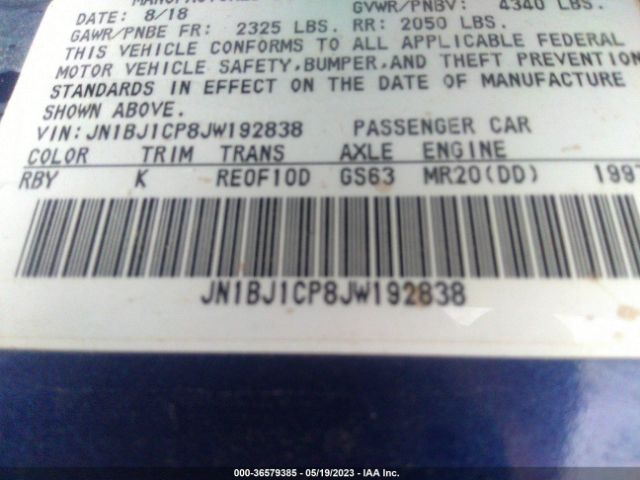 DATE: 8/18 GVWR/PNBV: 4340 LBS.
GAWR/PNBE FR: 2325 LBS. RR: 2050 LBS.
THIS VEHICLE CONFORMS TO ALL APPLICABLE FEDERAL
MOTOR VEHICLE SAFETY, BUMPER, AND THEFT PREVENTION
STANDARDS IN EFFECT ON THE DATE OF MANUFACTURE
SHOWN ABOVE.
VIN: JN1BJ1CP8JW192838 PASSENGER CAR
COLOR TRIM TRANS AXLE ENGINE
RBY K RE0F10D GS63 MR20(DD) 1997
JN1BJ1CP8JW192838
000-36579385 - 05/19/2023 - IAA Inc.